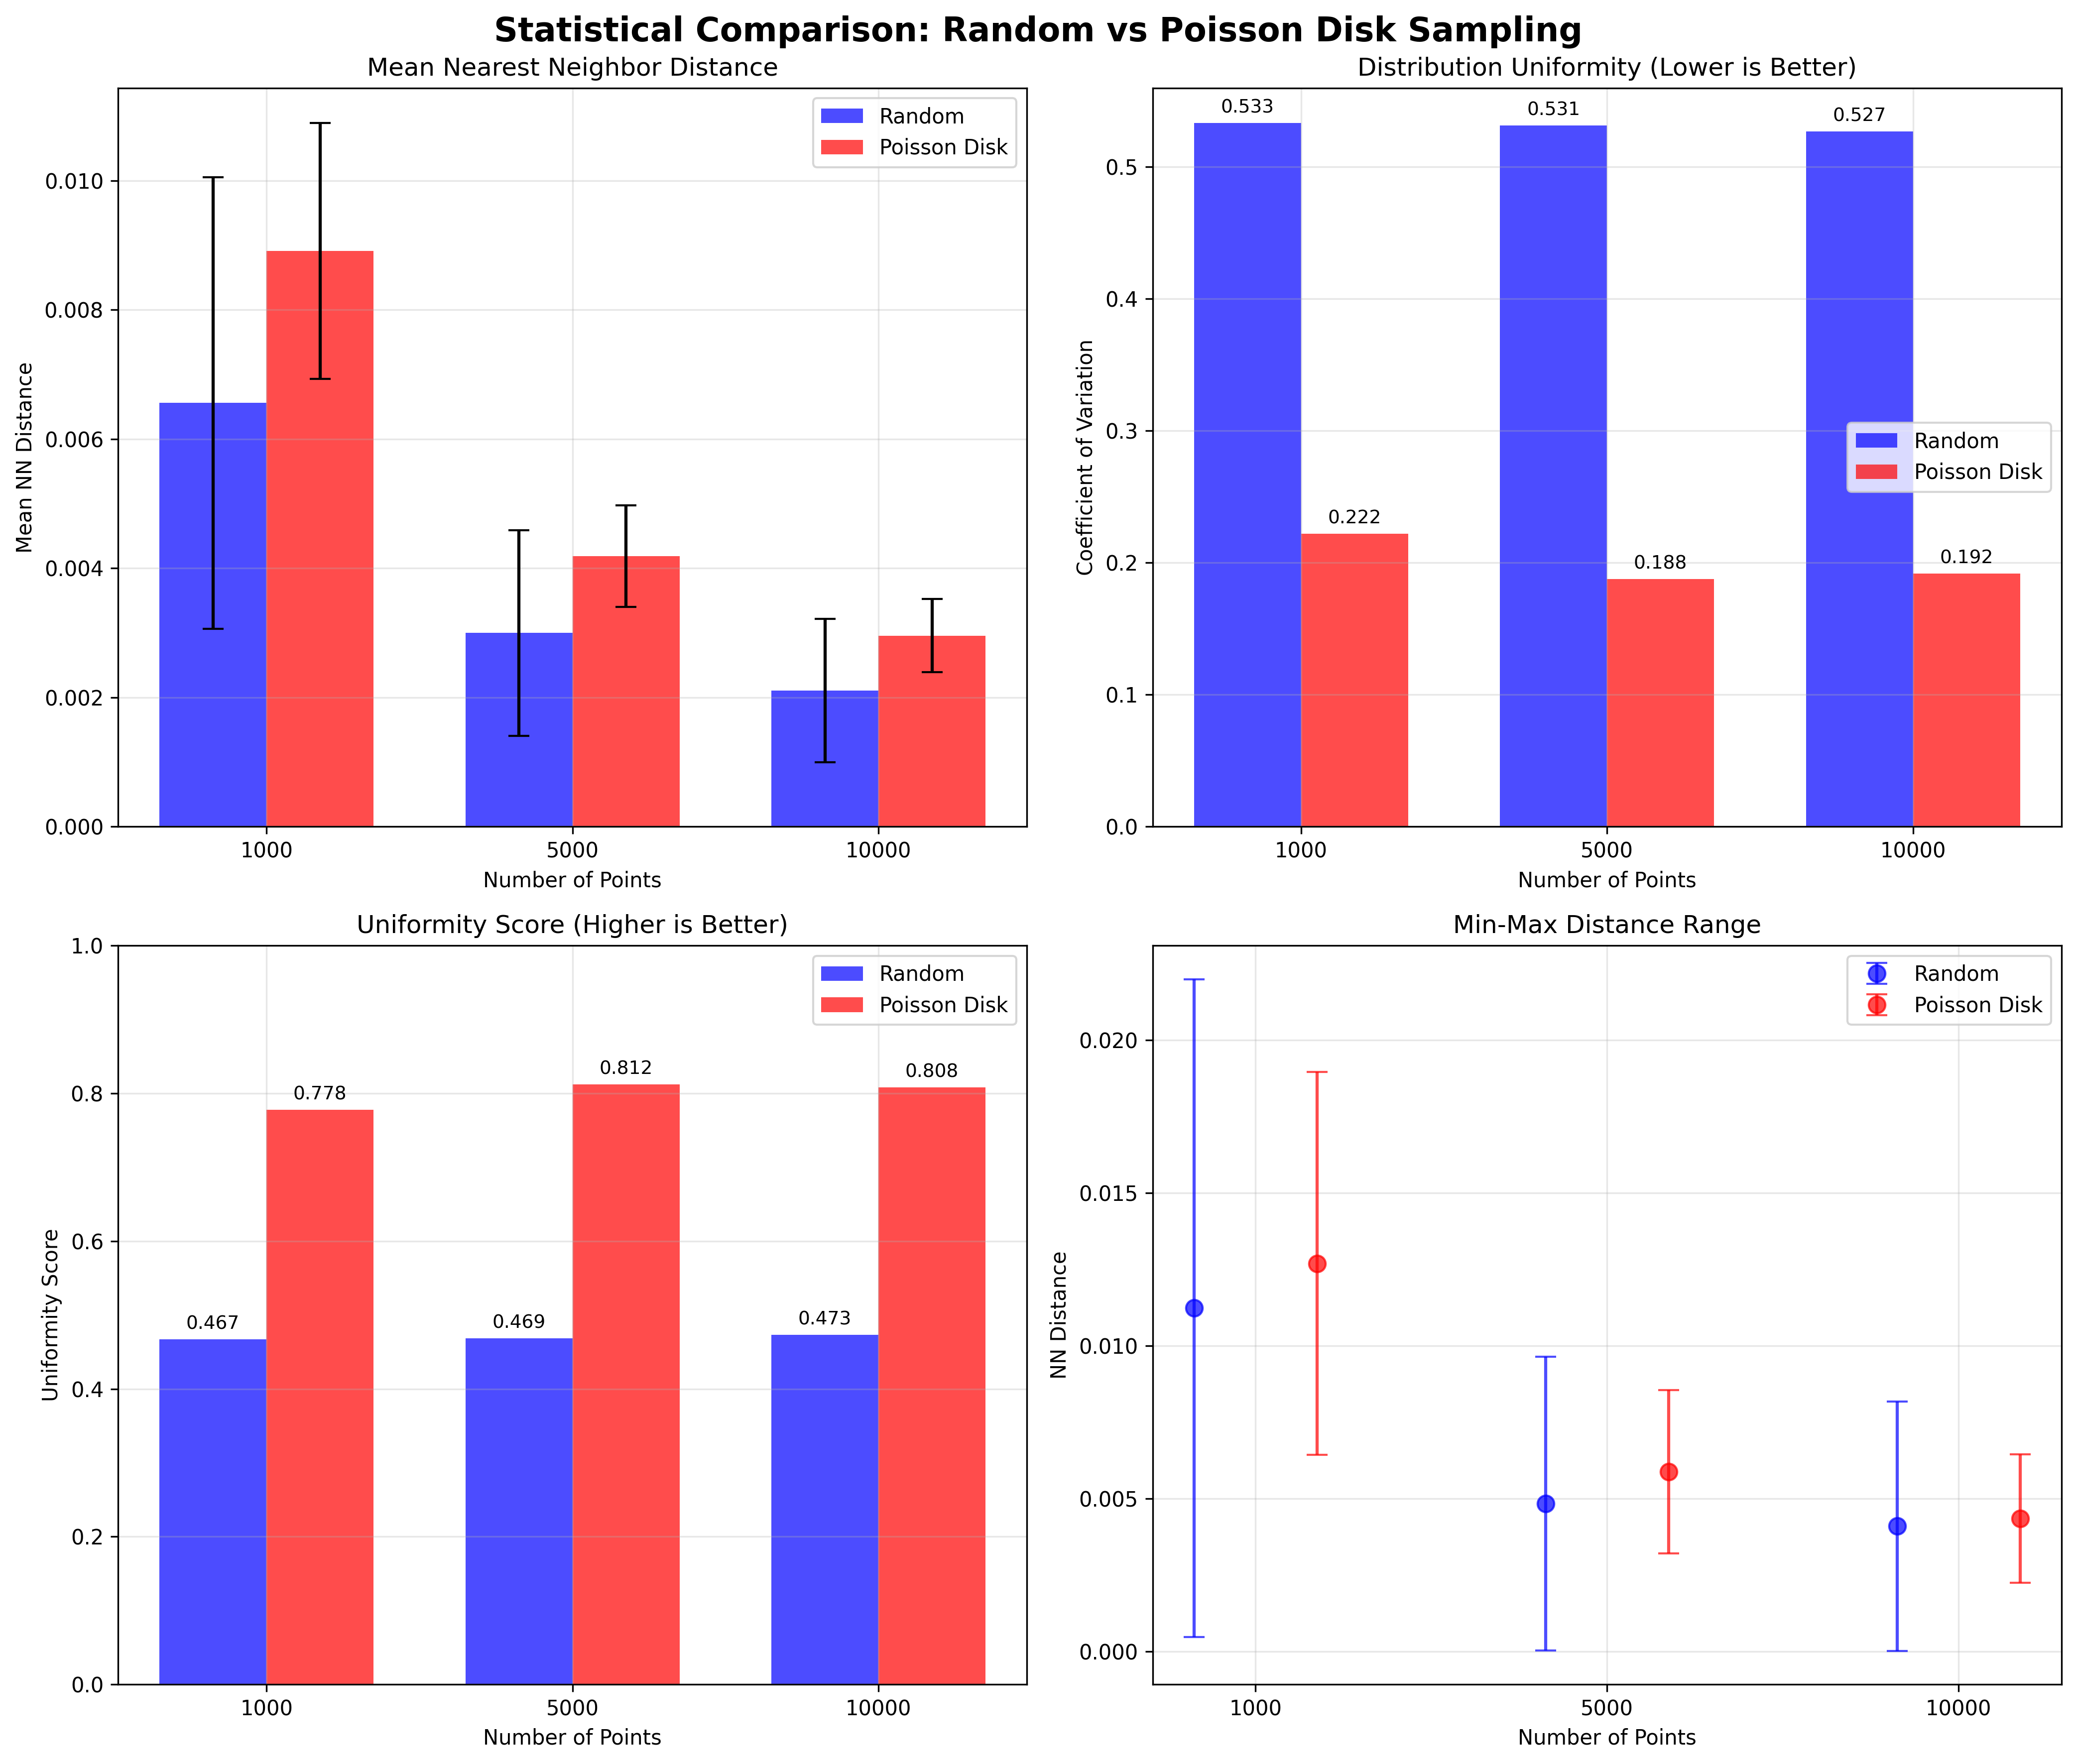 Statistical Comparison: Random vs Poisson Disk Sampling
Mean Nearest Neighbor Distance
Random
Poisson Disk
0.010
0.008
0.006
0.004
0.002
0.000
Mean NN Distance
1000
5000
10000
Number of Points
Distribution Uniformity (Lower is Better)
0.533
0.531
0.527
0.222
0.188
0.192
Random
Poisson Disk
0.5
0.4
0.3
0.2
0.1
0.0
Coefficient of Variation
1000
5000
10000
Number of Points
Uniformity Score (Higher is Better)
Random
Poisson Disk
1.0
0.8
0.6
0.4
0.2
0.0
0.467
0.778
0.469
0.812
0.473
0.808
Uniformity Score
1000
5000
10000
Number of Points
Min-Max Distance Range
Random
Poisson Disk
0.020
0.015
0.010
0.005
0.000
NN Distance
1000
5000
10000
Number of Points